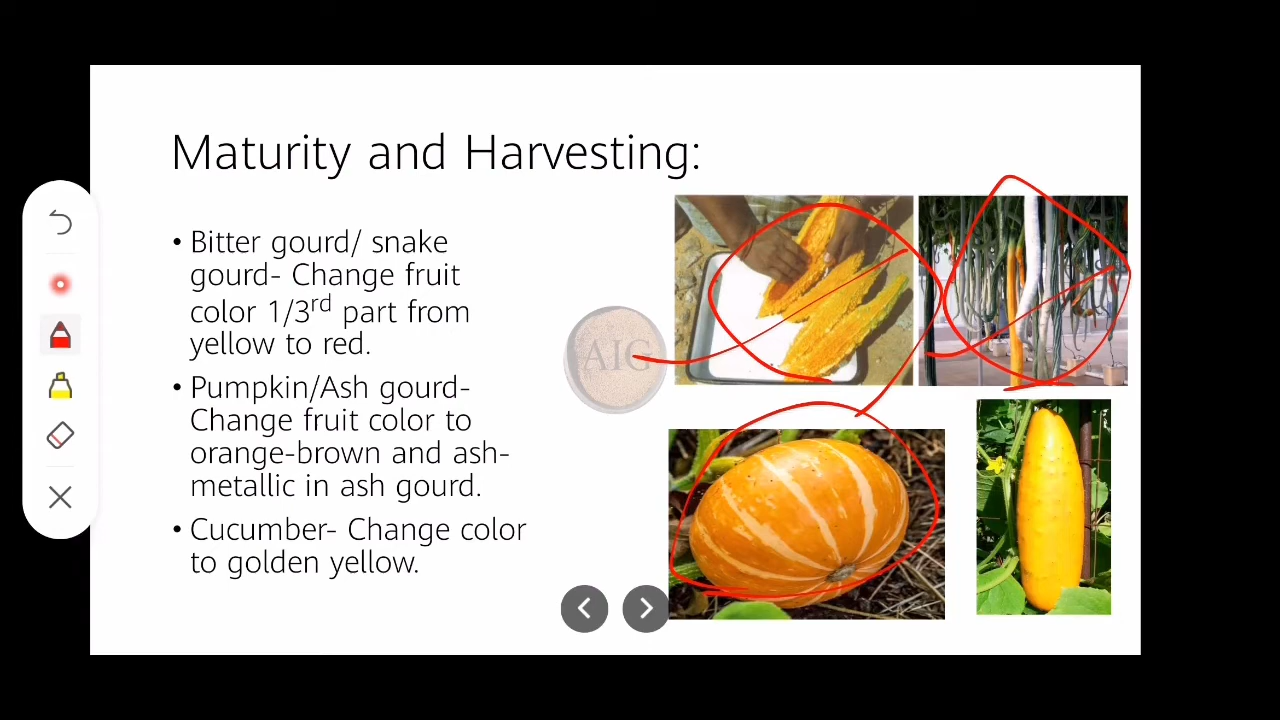 Maturity and Harvesting:
• Bitter gourd/ snake
gourd- Change fruit
color 1/3rd part from
yellow to red.
• Pumpkin/Ash gourd-
Change fruit color to
orange-brown and ash-
metallic in ash gourd.
• Cucumber- Change color
to golden yellow.
AIG